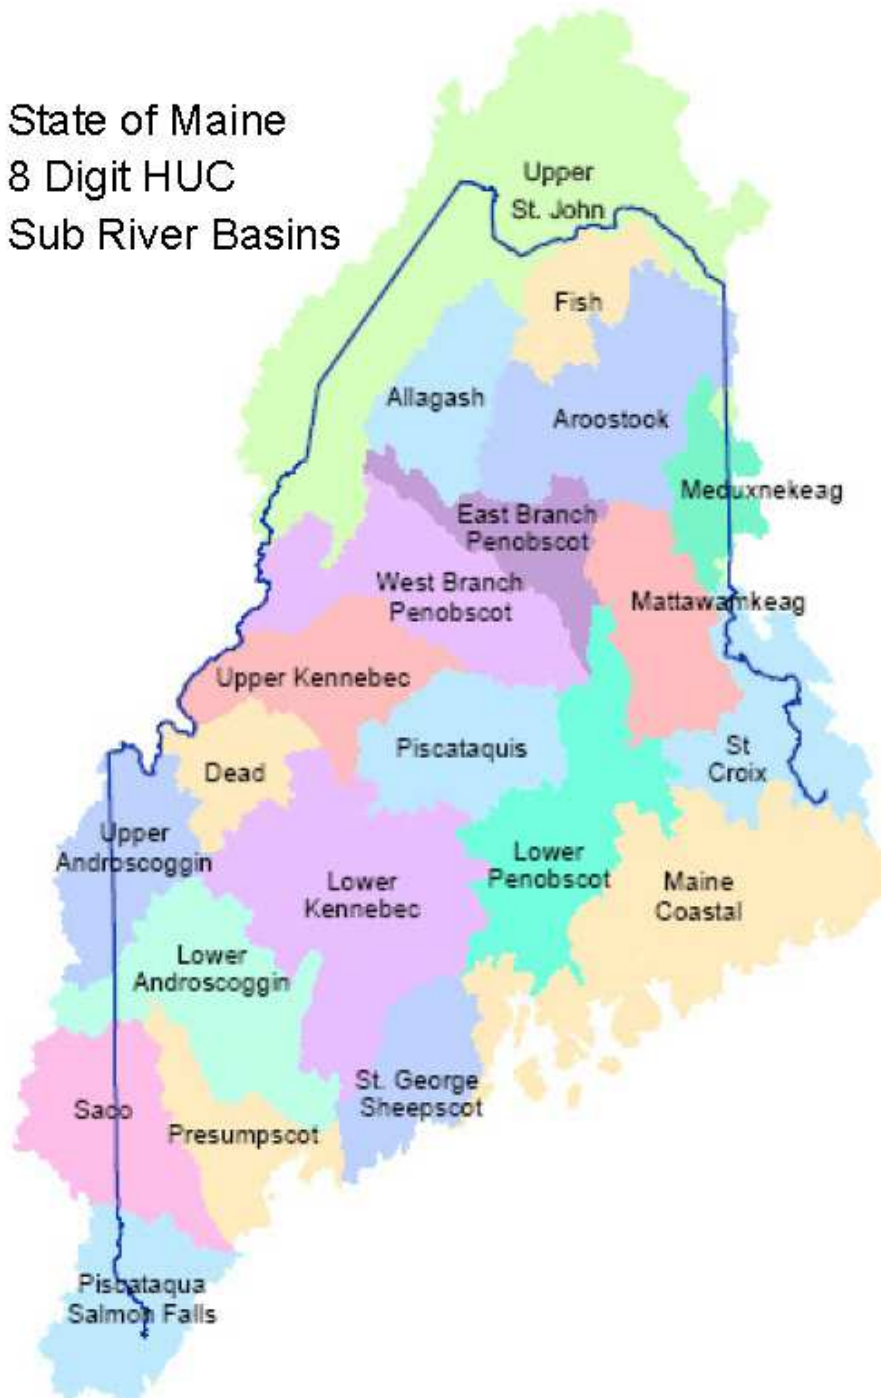 State of Maine
8 Digit HUC
Sub River Basins
Upper
St. John
Fish
Allagash
Aroostook
Meduxnekeag
East Branch
Penobscot
West Branch
Penobscot
Mattawamkeag
Upper Kennebec
Piscataquis
St
Croix
Dead
Upper
Androscoggin
Lower
Kennebec
Lower
Penobscot
Maine
Coastal
Lower
Androscoggin
St. George
Sheepscot
Saco
Presumpscot
Piscataqua
Salmon Falls